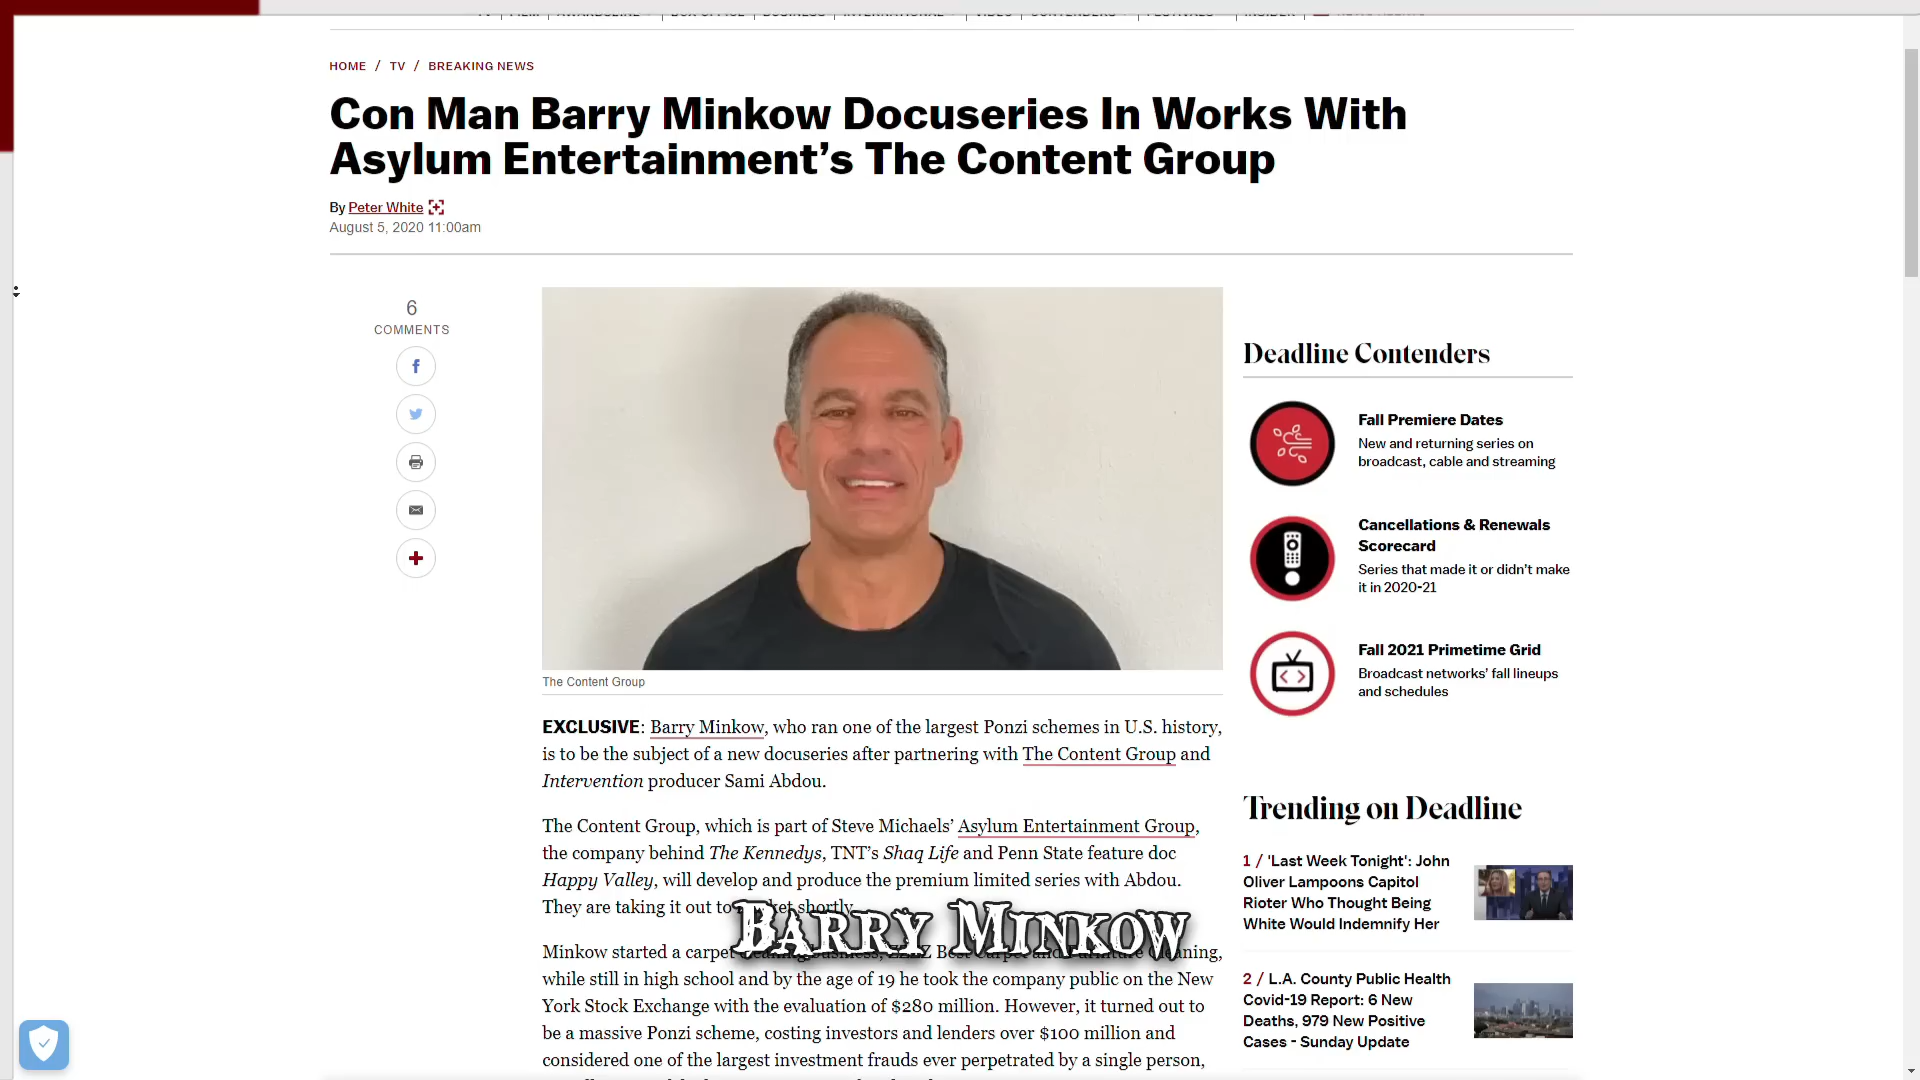 HOME / TV / BREAKING NEWS
Con Man Barry Minkow Docuseries In Works With
Asylum Entertainment’s The Content Group
By Peter White
August 5, 2020 11:00am
6
COMMENTS
The Content Group
EXCLUSIVE: Barry Minkow, who ran one of the largest Ponzi schemes in U.S. history,
is to be the subject of a new docuseries after partnering with The Content Group and
Intervention producer Sami Abdou.
The Content Group, which is part of Steve Michaels’ Asylum Entertainment Group,
the company behind The Kennedys, TNT’s Shaq Life and Penn State feature doc
Happy Valley, will develop and produce the premium limited series with Abdou.
They are taking it out to market shortly.
Minkow started a carpet cleaning business, ZZZZ Best Carpet and Furniture Cleaning,
while still in high school and by the age of 19 he took the company public on the New
York Stock Exchange with the evaluation of $280 million. However, it turned out to
be a massive Ponzi scheme, costing investors and lenders over $100 million and
considered one of the largest investment frauds ever perpetrated by a single person,
Barry Minkow
Deadline Contenders
Fall Premiere Dates
New and returning series on
broadcast, cable and streaming
Cancellations & Renewals
Scorecard
Series that made it or didn’t make
it in 2020-21
Fall 2021 Primetime Grid
Broadcast networks’ fall lineups
and schedules
Trending on Deadline
1 / 'Last Week Tonight': John
Oliver Lampoons Capitol
Rioter Who Thought Being
White Would Indemnify Her
2 / L.A. County Public Health
Covid-19 Report: 6 New
Deaths, 979 New Positive
Cases - Sunday Update